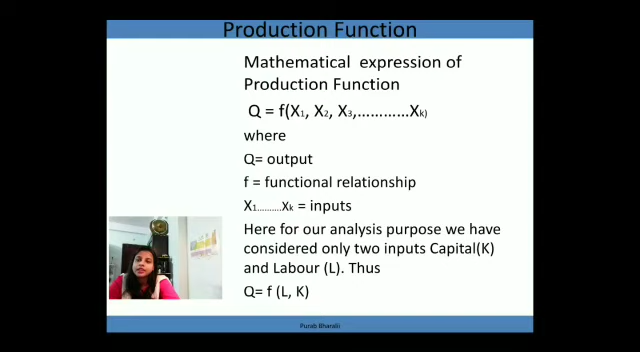 Production Function
Mathematical expression of
Production Function
Q = f(X1, X2, X3,…………Xk)
where
Q= output
f = functional relationship
X1……….Xk = inputs
Here for our analysis purpose we have
considered only two inputs Capital(K)
and Labour (L). Thus
Q= f (L, K)
Purab Bharalli